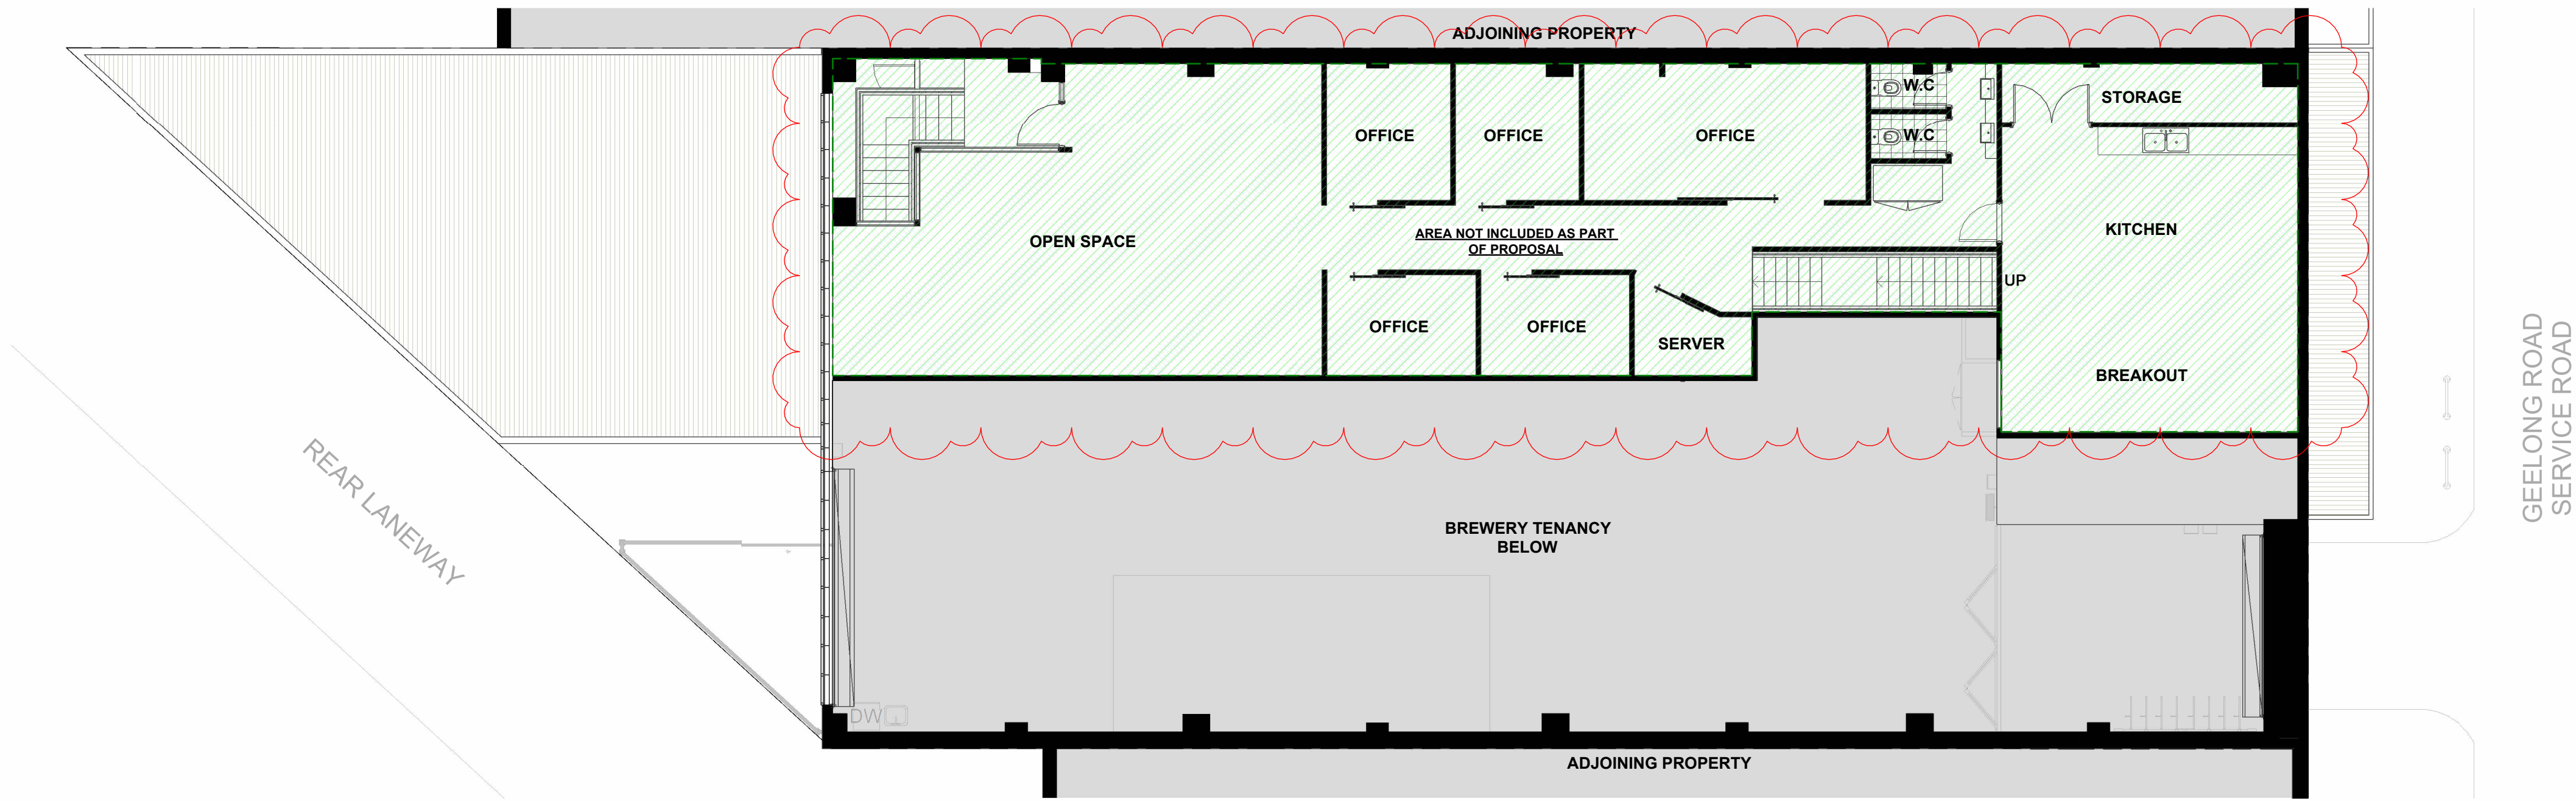 ADJOINING PROPERTY
W.C
STORAGE
OFFICE
OFFICE
OFFICE
W.C
OPEN SPACE
AREA NOT INCLUDED AS PART
OF PROPOSAL
KITCHEN
UP
OFFICE
OFFICE
SERVER
BREAKOUT
GEELONG ROAD
SERVICE ROAD
REAR LANEWAY
BREWERY TENANCY
BELOW
DW
ADJOINING PROPERTY